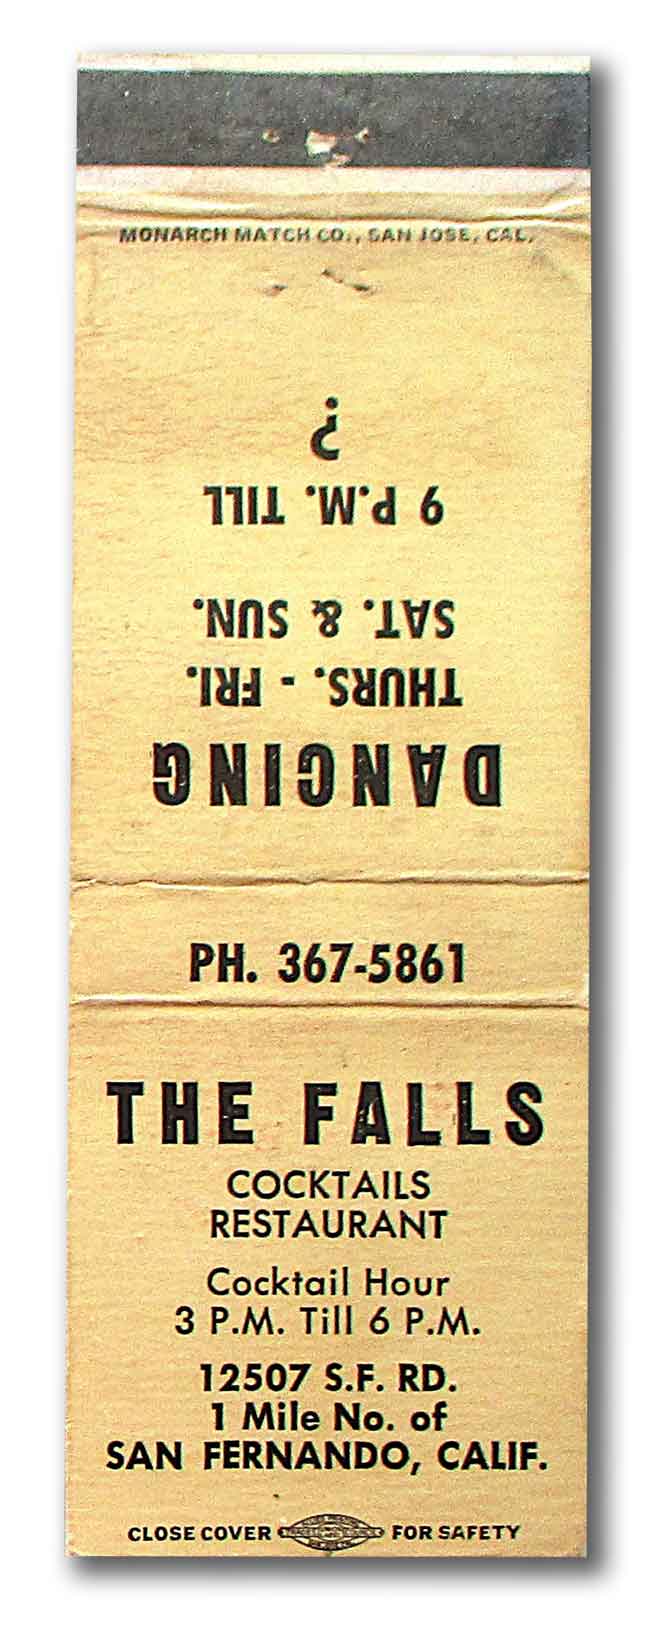 MONARCH MATCH CO., SAN JOSE, CAL.
DANCING
THURS. - FRI.
SAT. & SUN.
9 P.M. TILL
?
PH. 367-5861
THE FALLS
COCKTAILS
RESTAURANT
Cocktail Hour
3 P.M. Till 6 P.M.
12507 S.F. RD.
1 Mile No. of
SAN FERNANDO, CALIF.
CLOSE COVER FOR SAFETY